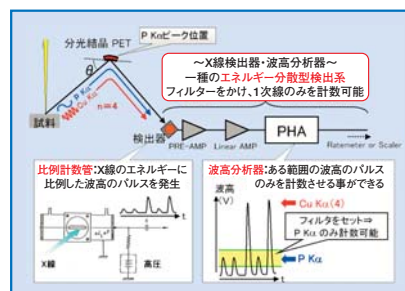 P Kαピーク位置
分光結晶 PET
θ
P Kα
Cu Kα
n=4
試料
検出器
～X線検出器・波高分析器～
一種のエネルギー分散型検出系
フィルターをかけ、1次線のみを計数可能
PRE-AMP
Linear AMP
PHA
Ratemeter or Scaler
比例計数管:X線のエネルギーに
比例した波高のパルスを発生
t
X線
高圧
波高分析器:ある範囲の波高のパルス
のみを計数させる事ができる
波高
(V)
Cu Kα(4)
フィルタをセット⇒
P Kα のみ計数可能
P Kα
t